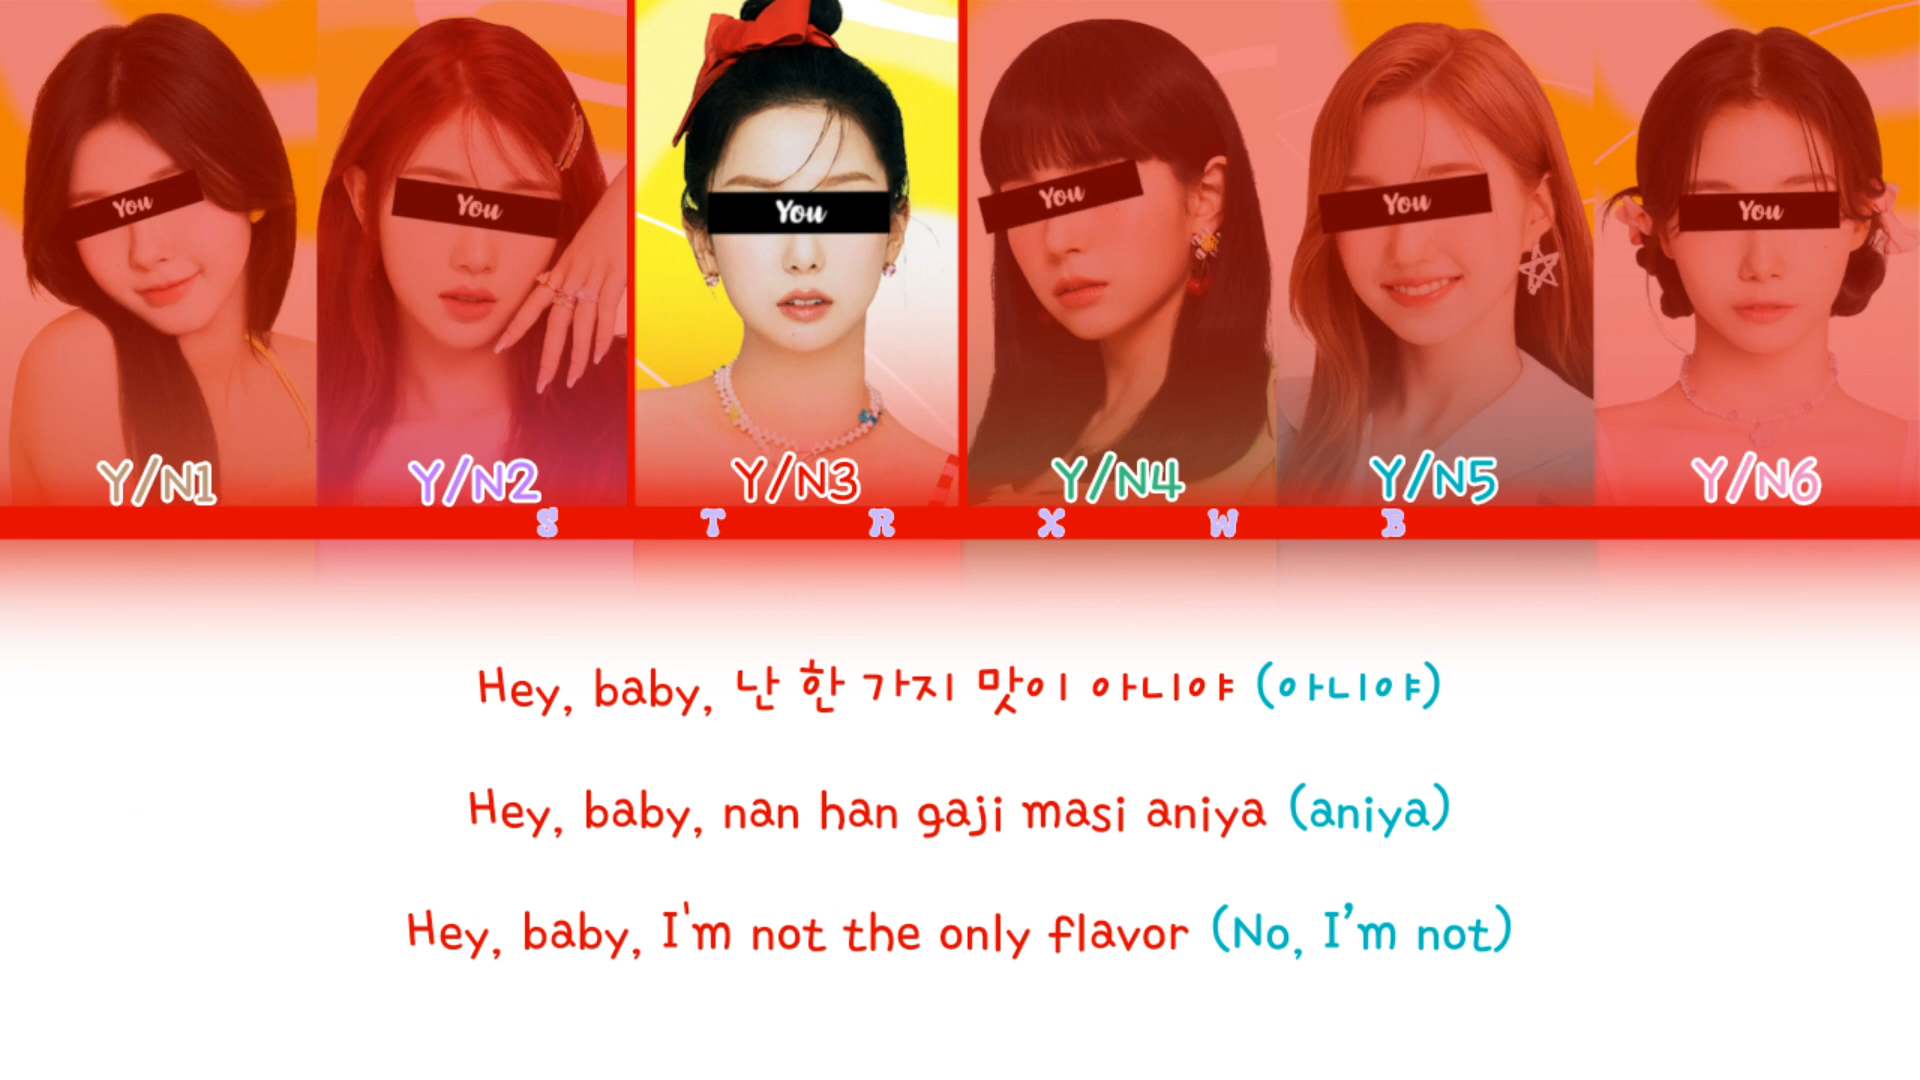 You You You You You You
Y/N1 Y/N2 Y/N3 Y/N4 Y/N5 Y/N6
S T R X W B
Hey, baby, 난 한 가지 맛이 아니야 (아니야)
Hey, baby, nan han gaji masi aniya (aniya)
Hey, baby, I'm not the only flavor (No, I’m not)